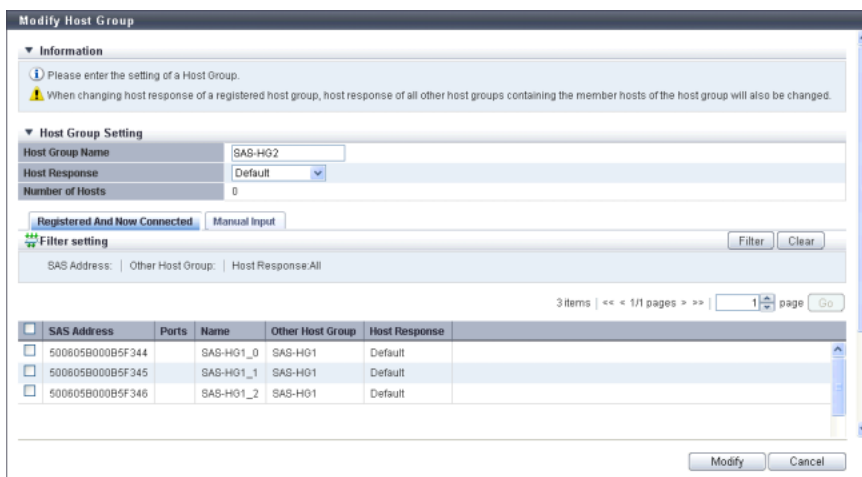 Modify Host Group
Information
Please enter the setting of a Host Group.
When changing host response of a registered host group, host response of all other host groups containing the member hosts of the host group will also be changed.
Host Group Setting
Host Group Name SAS-HG2
Host Response Default
Number of Hosts 0
Registered And Now Connected Manual Input
Filter setting Filter Clear
SAS Address: | Other Host Group: | Host Response:All
3 items | << < 1/1 pages > >> | 1 page Go
SAS Address Ports Name Other Host Group Host Response
500605B000B5F344 SAS-HG1_0 SAS-HG1 Default
500605B000B5F345 SAS-HG1_1 SAS-HG1 Default
500605B000B5F346 SAS-HG1_2 SAS-HG1 Default
Modify Cancel